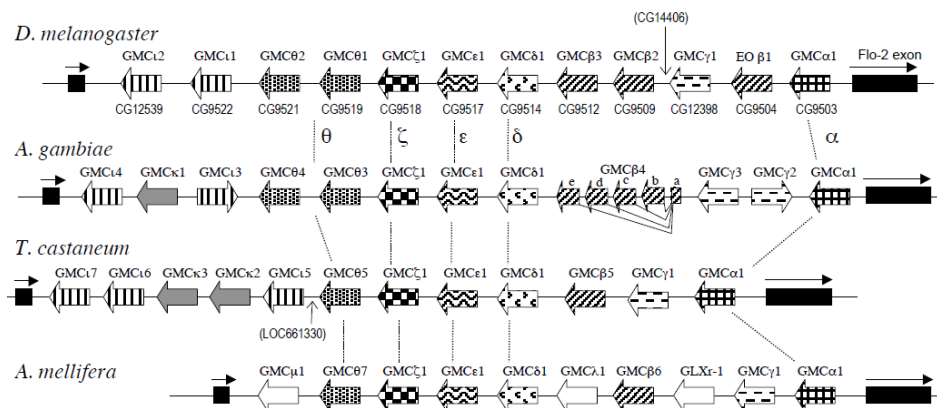 (CG14406)
D. melanogaster
GMCι2 GMCι1 GMCθ2 GMCθ1 GMCζ1 GMCε1 GMCδ1 GMCβ3 GMCβ2 GMCγ1 EO β1 GMCα1 Flo-2 exon
CG12539 CG9522 CG9521 CG9519 CG9518 CG9517 CG9514 CG9512 CG9509 CG12398 CG9504 CG9503
θ ζ ε δ α
A. gambiae
GMCβ4
GMCι4 GMCκ1 GMCι3 GMCθ4 GMCθ3 GMCζ1 GMCε1 GMCδ1 e d c b a GMCγ3 GMCγ2 GMCα1
T. castaneum
GMCι7 GMCι6 GMCκ3 GMCκ2 GMCι5 GMCθ5 GMCζ1 GMCε1 GMCδ1 GMCβ5 GMCγ1 GMCα1
(LOC661330)
A. mellifera
GMCμ1 GMCθ7 GMCζ1 GMCε1 GMCδ1 GMCλ1 GMCβ6 GLXr-1 GMCγ1 GMCα1